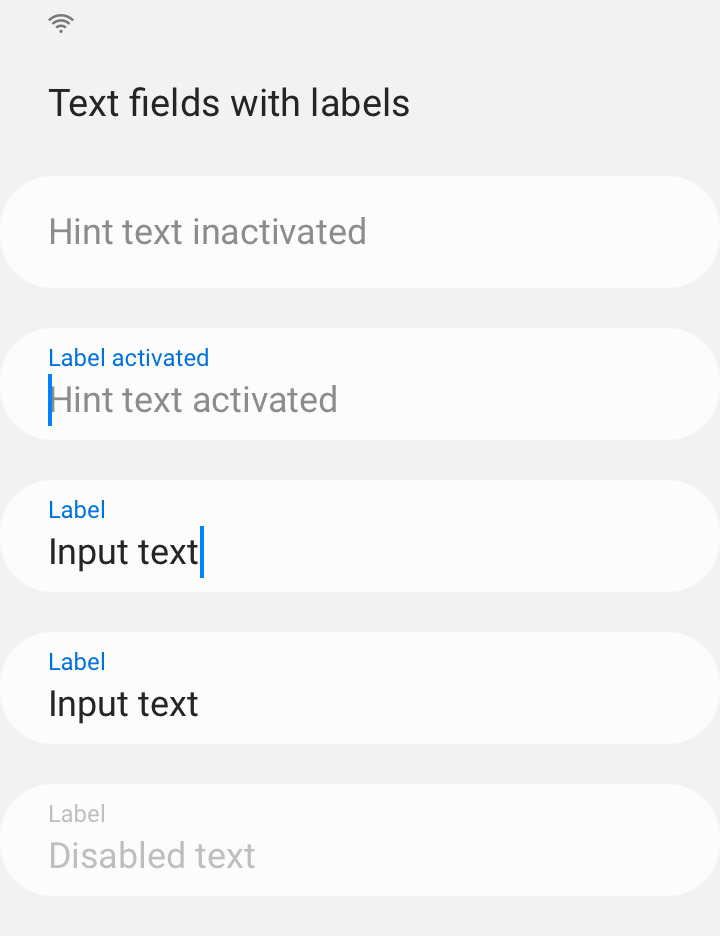 Text fields with labels
Hint text inactivated
Label activated
Hint text activated
Label
Input text
Label
Input text
Label
Disabled text